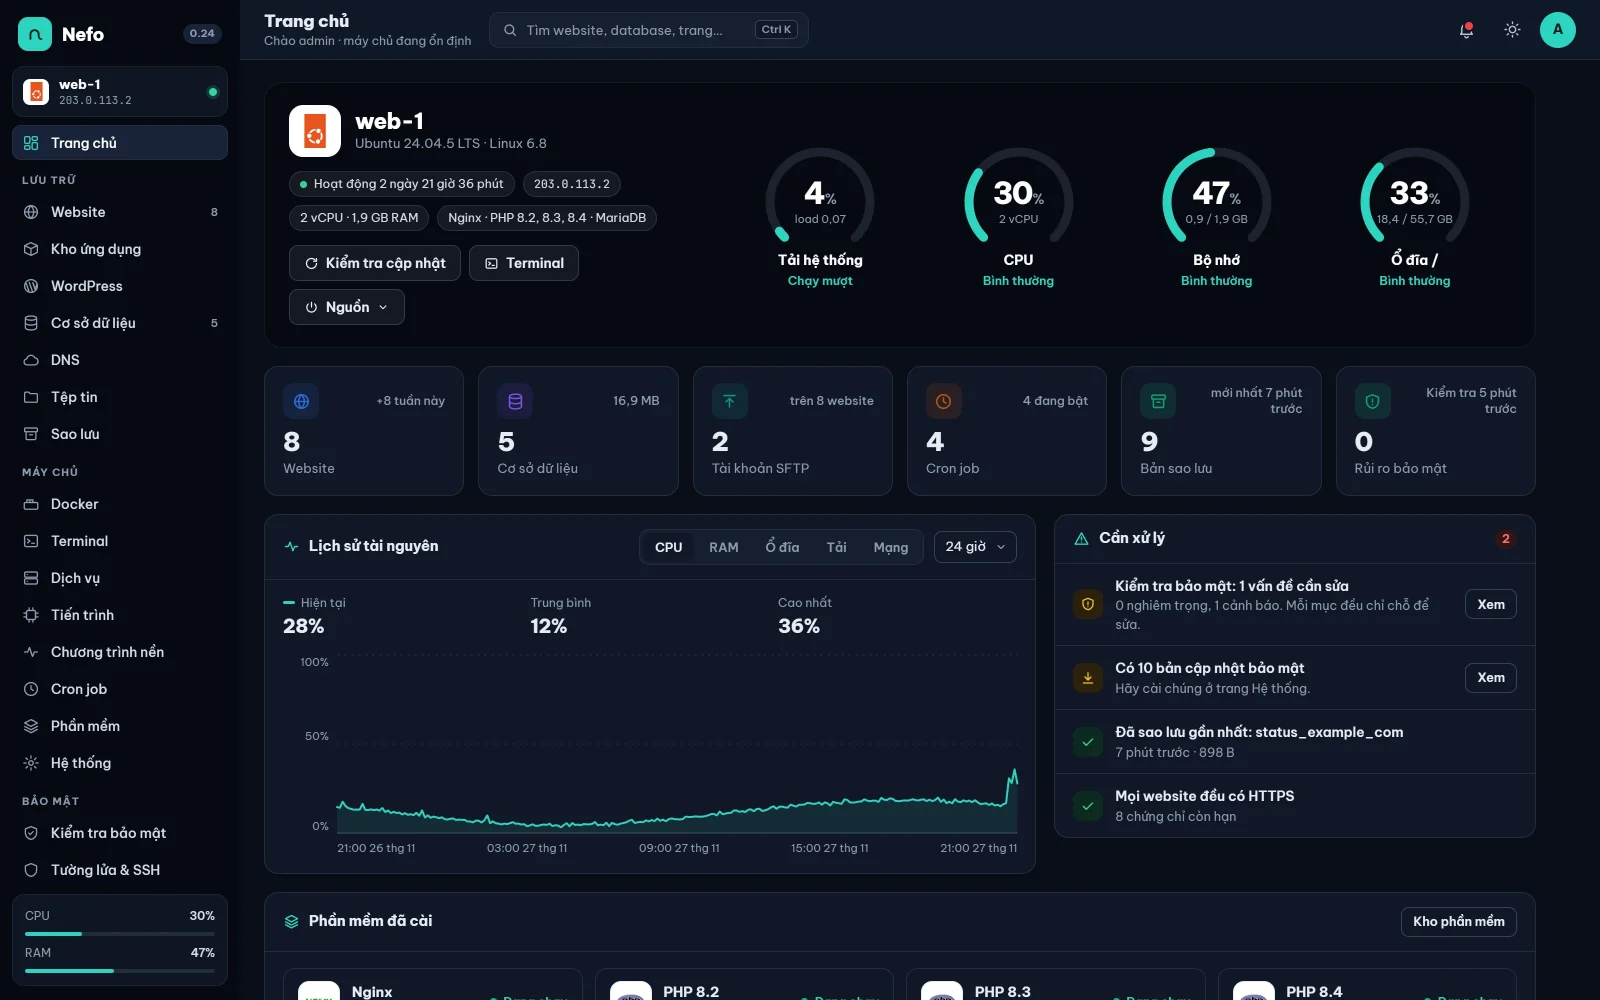 Nefo
0.24
web-1
203.0.113.2
Trang chủ
LƯU TRỮ
Website 8
Kho ứng dụng
WordPress
Cơ sở dữ liệu 5
DNS
Tệp tin
Sao lưu
MÁY CHỦ
Docker
Terminal
Dịch vụ
Tiến trình
Chương trình nền
Cron job
Phần mềm
Hệ thống
BẢO MẬT
Kiểm tra bảo mật
Tường lửa & SSH
CPU 30%
RAM 47%
Trang chủ
Chào admin · máy chủ đang ổn định
Tìm website, database, trang...
Ctrl K
A
web-1
Ubuntu 24.04.5 LTS · Linux 6.8
Hoạt động 2 ngày 21 giờ 36 phút
203.0.113.2
2 vCPU · 1,9 GB RAM
Nginx · PHP 8.2, 8.3, 8.4 · MariaDB
Kiểm tra cập nhật
Terminal
Nguồn
4%
load 0,07
Tải hệ thống
Chạy mượt
30%
2 vCPU
CPU
Bình thường
47%
0,9 / 1,9 GB
Bộ nhớ
Bình thường
33%
18,4 / 55,7 GB
Ổ đĩa /
Bình thường
+8 tuần này
8
Website
16,9 MB
5
Cơ sở dữ liệu
trên 8 website
2
Tài khoản SFTP
4 đang bật
4
Cron job
mới nhất 7 phút
trước
9
Bản sao lưu
Kiểm tra 5 phút
trước
0
Rủi ro bảo mật
Lịch sử tài nguyên
CPU RAM Ổ đĩa Tải Mạng
24 giờ
Hiện tại
28%
Trung bình
12%
Cao nhất
36%
100%
50%
0%
21:00 26 thg 11
03:00 27 thg 11
09:00 27 thg 11
15:00 27 thg 11
21:00 27 thg 11
Cần xử lý
2
Kiểm tra bảo mật: 1 vấn đề cần sửa
0 nghiêm trọng, 1 cảnh báo. Mỗi mục đều chỉ chỗ để
sửa.
Xem
Có 10 bản cập nhật bảo mật
Hãy cài chúng ở trang Hệ thống.
Xem
Đã sao lưu gần nhất: status_example_com
7 phút trước · 898 B
Mọi website đều có HTTPS
8 chứng chỉ còn hạn
Phần mềm đã cài
Kho phần mềm
Nginx
PHP 8.2
PHP 8.3
PHP 8.4